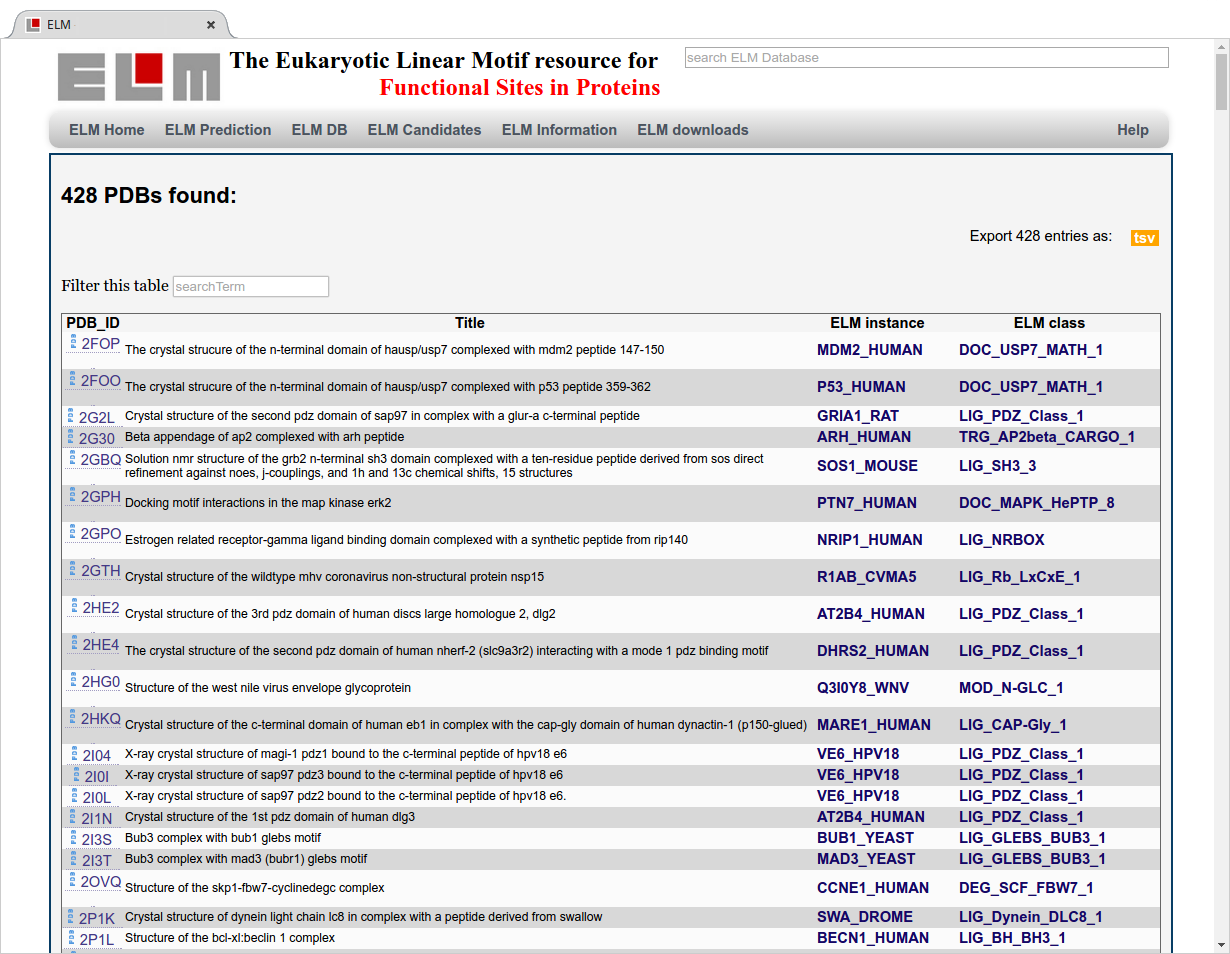 ELM
ELM
The Eukaryotic Linear Motif resource for
Functional Sites in Proteins
search ELM Database
ELM Home ELM Prediction ELM DB ELM Candidates ELM Information ELM downloads Help
428 PDBs found:
Export 428 entries as: tsv
Filter this table searchTerm
PDB_ID Title ELM instance ELM class
2FOP The crystal strucure of the n-terminal domain of hausp/usp7 complexed with mdm2 peptide 147-150 MDM2_HUMAN DOC_USP7_MATH_1
2FOO The crystal strucure of the n-terminal domain of hausp/usp7 complexed with p53 peptide 359-362 P53_HUMAN DOC_USP7_MATH_1
2G2L Crystal structure of the second pdz domain of sap97 in complex with a glur-a c-terminal peptide GRIA1_RAT LIG_PDZ_Class_1
2G30 Beta appendage of ap2 complexed with arh peptide ARH_HUMAN TRG_AP2beta_CARGO_1
2GBQ Solution nmr structure of the grb2 n-terminal sh3 domain complexed with a ten-residue peptide derived from sos direct
refinement against noes, j-couplings, and 1h and 13c chemical shifts, 15 structures SOS1_MOUSE LIG_SH3_3
2GPH Docking motif interactions in the map kinase erk2 PTN7_HUMAN DOC_MAPK_HePTP_8
2GPO Estrogen related receptor-gamma ligand binding domain complexed with a synthetic peptide from rip140 NRIP1_HUMAN LIG_NRBOX
2GTH Crystal structure of the wildtype mhv coronavirus non-structural protein nsp15 R1AB_CVMA5 LIG_Rb_LxCxE_1
2HE2 Crystal structure of the 3rd pdz domain of human discs large homologue 2, dlg2 AT2B4_HUMAN LIG_PDZ_Class_1
2HE4 The crystal structure of the second pdz domain of human nherf-2 (slc9a3r2) interacting with a mode 1 pdz binding motif DHRS2_HUMAN LIG_PDZ_Class_1
2HG0 Structure of the west nile virus envelope glycoprotein Q3I0Y8_WNV MOD_N-GLC_1
2HKQ Crystal structure of the c-terminal domain of human eb1 in complex with the cap-gly domain of human dynactin-1 (p150-glued) MARE1_HUMAN LIG_CAP-Gly_1
2I04 X-ray crystal structure of magi-1 pdz1 bound to the c-terminal peptide of hpv18 e6 VE6_HPV18 LIG_PDZ_Class_1
2I0I X-ray crystal structure of sap97 pdz3 bound to the c-terminal peptide of hpv18 e6 VE6_HPV18 LIG_PDZ_Class_1
2I0L X-ray crystal structure of sap97 pdz2 bound to the c-terminal peptide of hpv18 e6. VE6_HPV18 LIG_PDZ_Class_1
2I1N Crystal structure of the 1st pdz domain of human dlg3 AT2B4_HUMAN LIG_PDZ_Class_1
2I3S Bub3 complex with bub1 glebs motif BUB1_YEAST LIG_GLEBS_BUB3_1
2I3T Bub3 complex with mad3 (bubr1) glebs motif MAD3_YEAST LIG_GLEBS_BUB3_1
2OVQ Structure of the skp1-fbw7-cyclinedegc complex CCNE1_HUMAN DEG_SCF_FBW7_1
2P1K Crystal structure of dynein light chain lc8 in complex with a peptide derived from swallow SWA_DROME LIG_Dynein_DLC8_1
2P1L Structure of the bcl-xl:beclin 1 complex BECN1_HUMAN LIG_BH_BH3_1